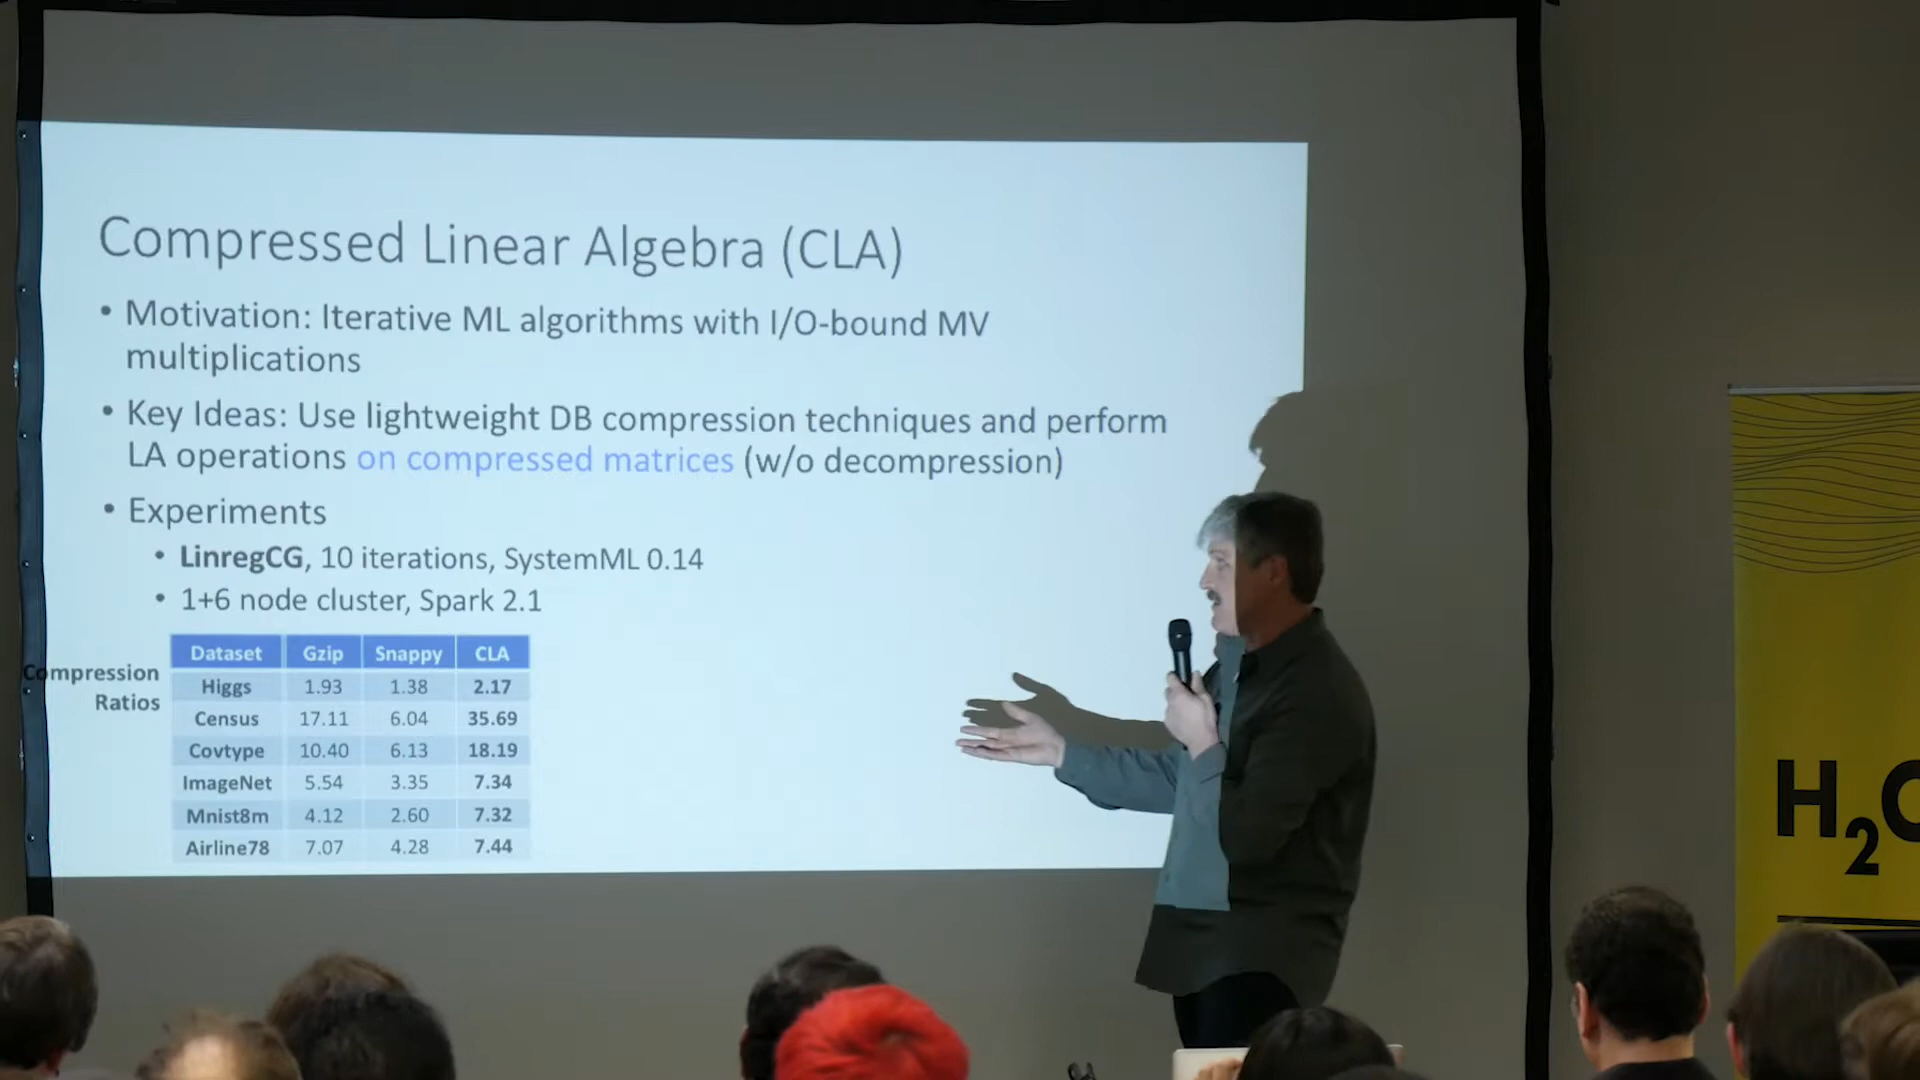 Compressed Linear Algebra (CLA)
• Motivation: Iterative ML algorithms with I/O-bound MV
multiplications
• Key Ideas: Use lightweight DB compression techniques and perform
LA operations on compressed matrices (w/o decompression)
• Experiments
• LinregCG, 10 iterations, SystemML 0.14
• 1+6 node cluster, Spark 2.1
Compression
Ratios
Dataset Gzip Snappy CLA
Higgs 1.93 1.38 2.17
Census 17.11 6.04 35.69
Covtype 10.40 6.13 18.19
ImageNet 5.54 3.35 7.34
Mnist8m 4.12 2.60 7.32
Airline78 7.07 4.28 7.44
H2O